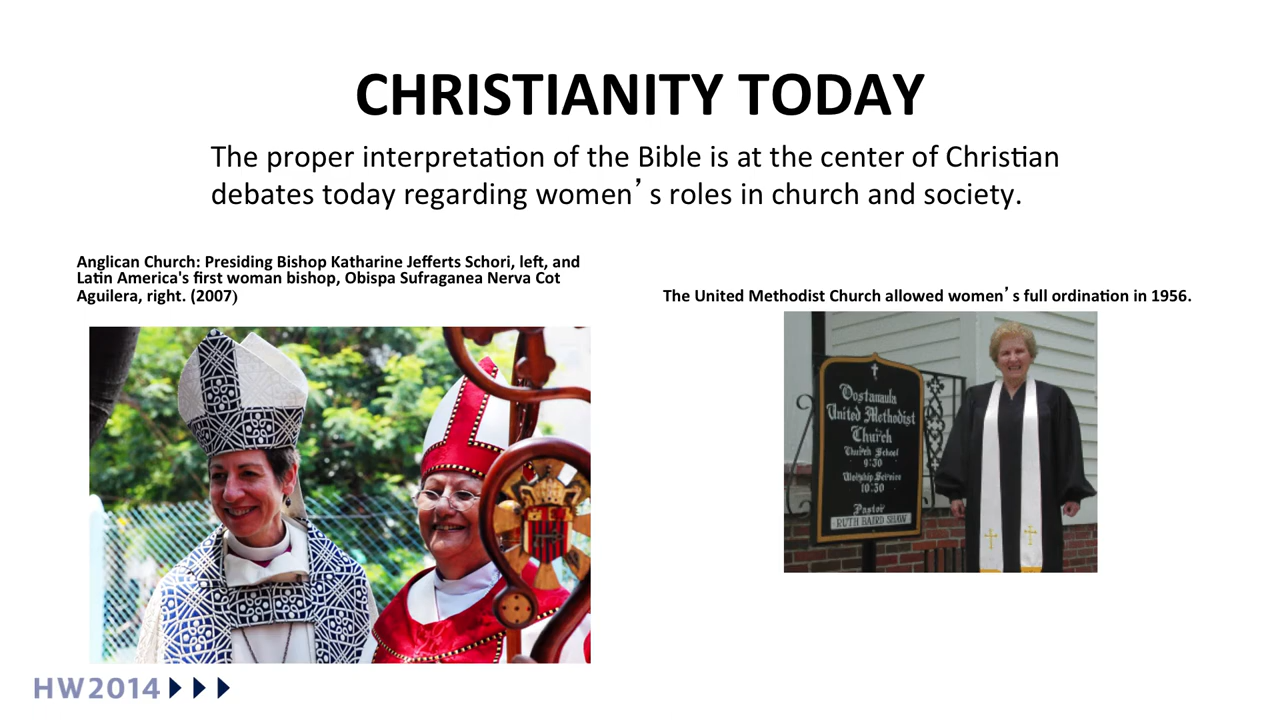 CHRISTIANITY TODAY
The proper interpretation of the Bible is at the center of Christian
debates today regarding women’s roles in church and society.
Anglican Church: Presiding Bishop Katharine Jefferts Schori, left, and
Latin America's first woman bishop, Obispa Sufraganea Nerva Cot
Aguilera, right. (2007)
The United Methodist Church allowed women’s full ordination in 1956.
Oostanaula
United Methodist
Church
Church School
9:30
Worship Service
10:30
Pastor
RUTH BAIRD SHAW
HW2014